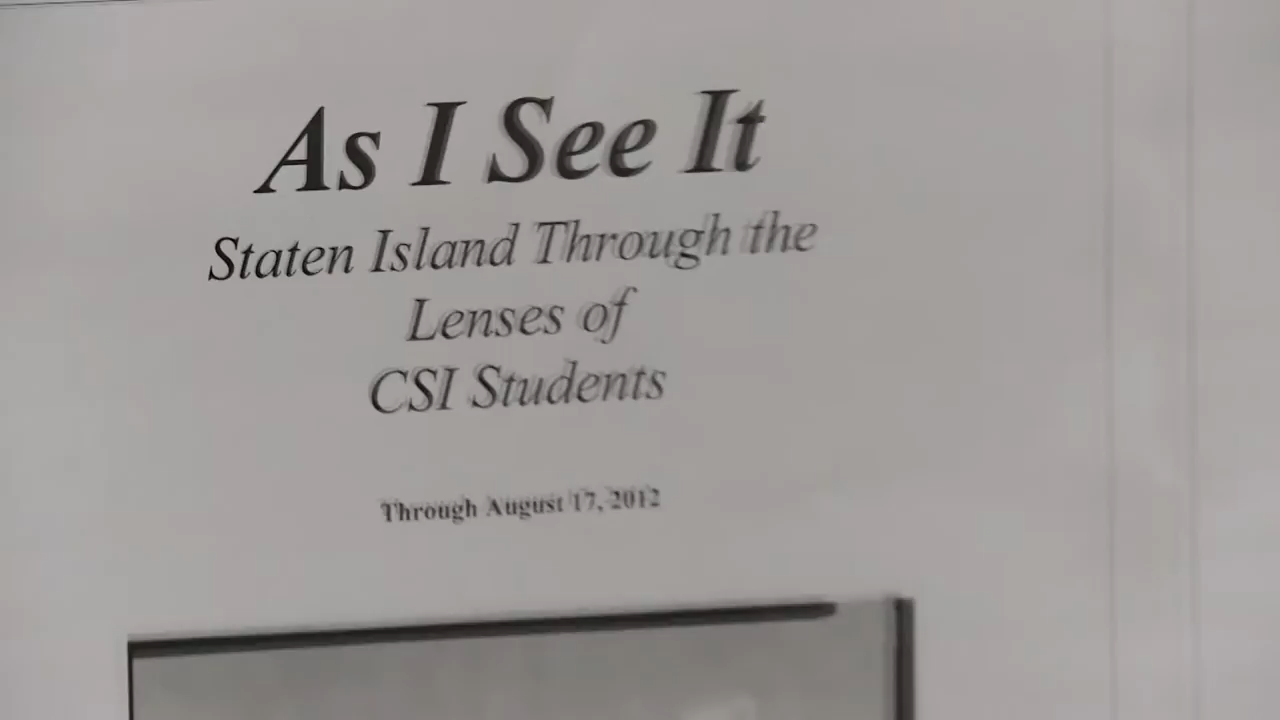 As I See It
Staten Island Through the
Lenses of
CSI Students
Through August 17, 2012